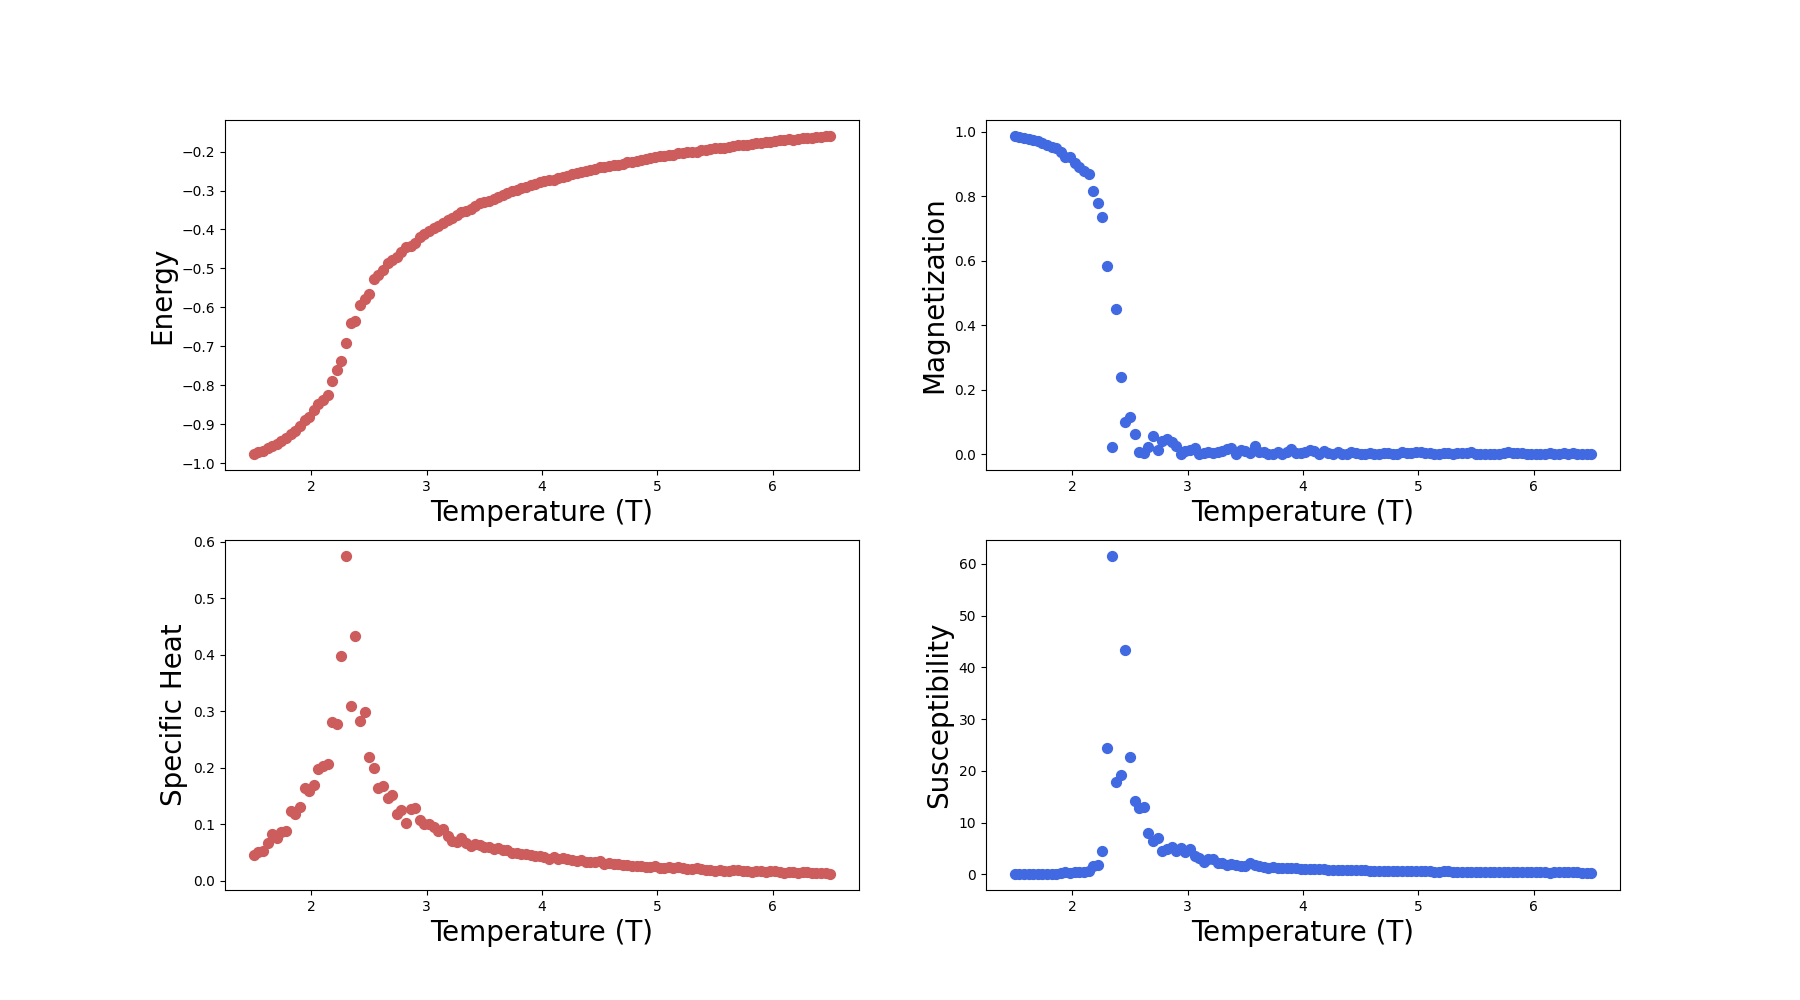 Energy
−0.2
−0.3
−0.4
−0.5
−0.6
−0.7
−0.8
−0.9
−1.0
2 3 4 5 6
Temperature (T)
Magnetization
1.0
0.8
0.6
0.4
0.2
0.0
2 3 4 5 6
Temperature (T)
Specific Heat
0.6
0.5
0.4
0.3
0.2
0.1
0.0
2 3 4 5 6
Temperature (T)
Susceptibility
60
50
40
30
20
10
0
2 3 4 5 6
Temperature (T)